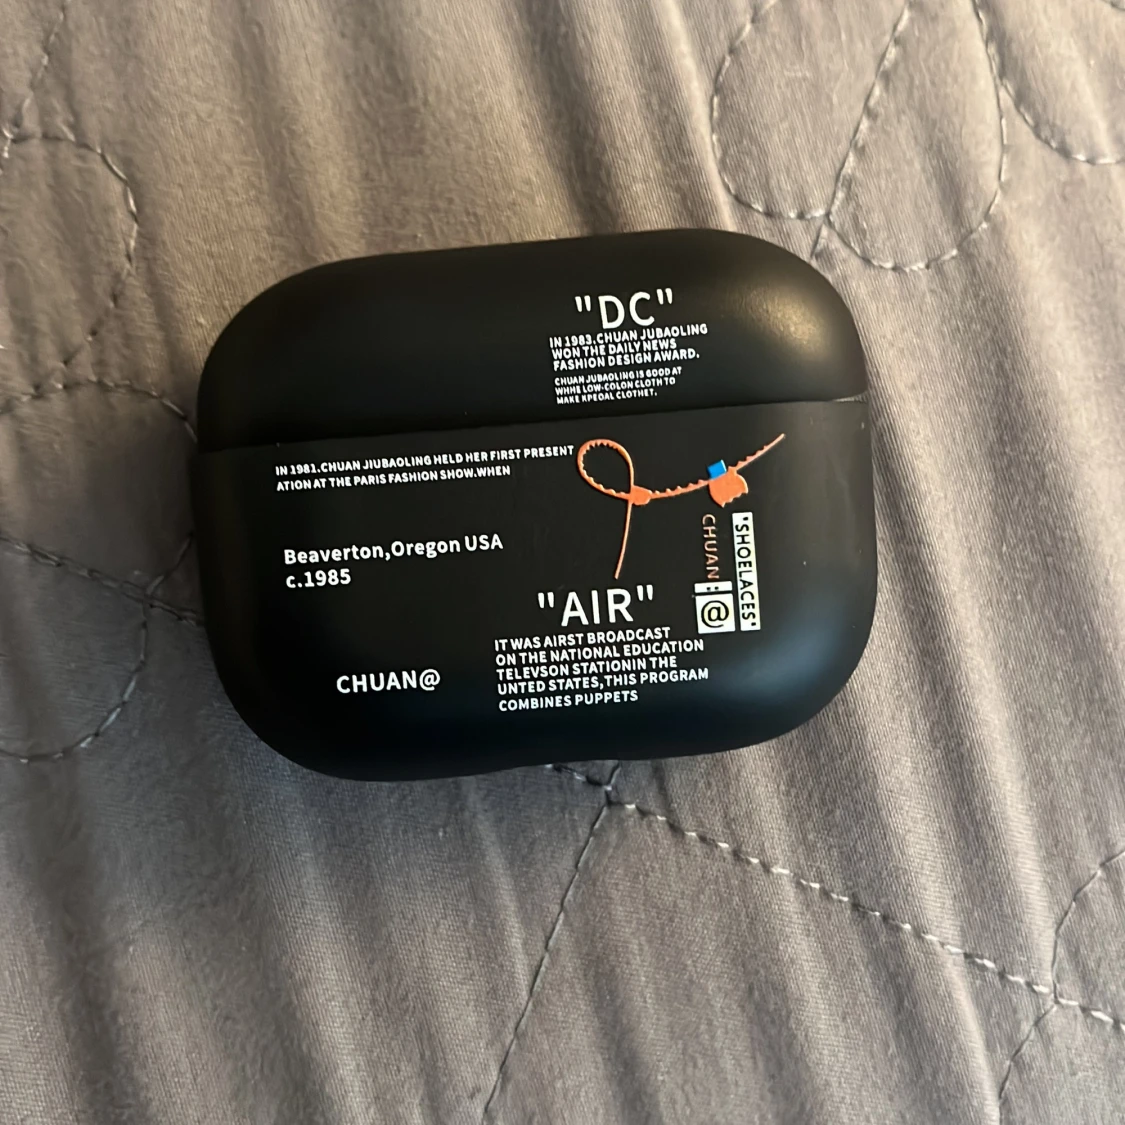 "DC"
IN 1983.CHUAN JUBAOLING
WON THE DAILY NEWS
FASHION DESIGN AWARD.
CHUAN JUBAOLING IS GOOD AT
WHHE LOW-COLON CLOTH TO
MAKE KPEOAL CLOTHET.
IN 1981.CHUAN JIUBAOLING HELD HER FIRST PRESENT
ATION AT THE PARIS FASHION SHOW.WHEN
Beaverton,Oregon USA
c.1985
CHUAN
:@
"SHOELACES"
"AIR"
IT WAS AIRST BROADCAST
ON THE NATIONAL EDUCATION
TELEVSON STATIONIN THE
UNTED STATES,THIS PROGRAM
COMBINES PUPPETS
CHUAN@